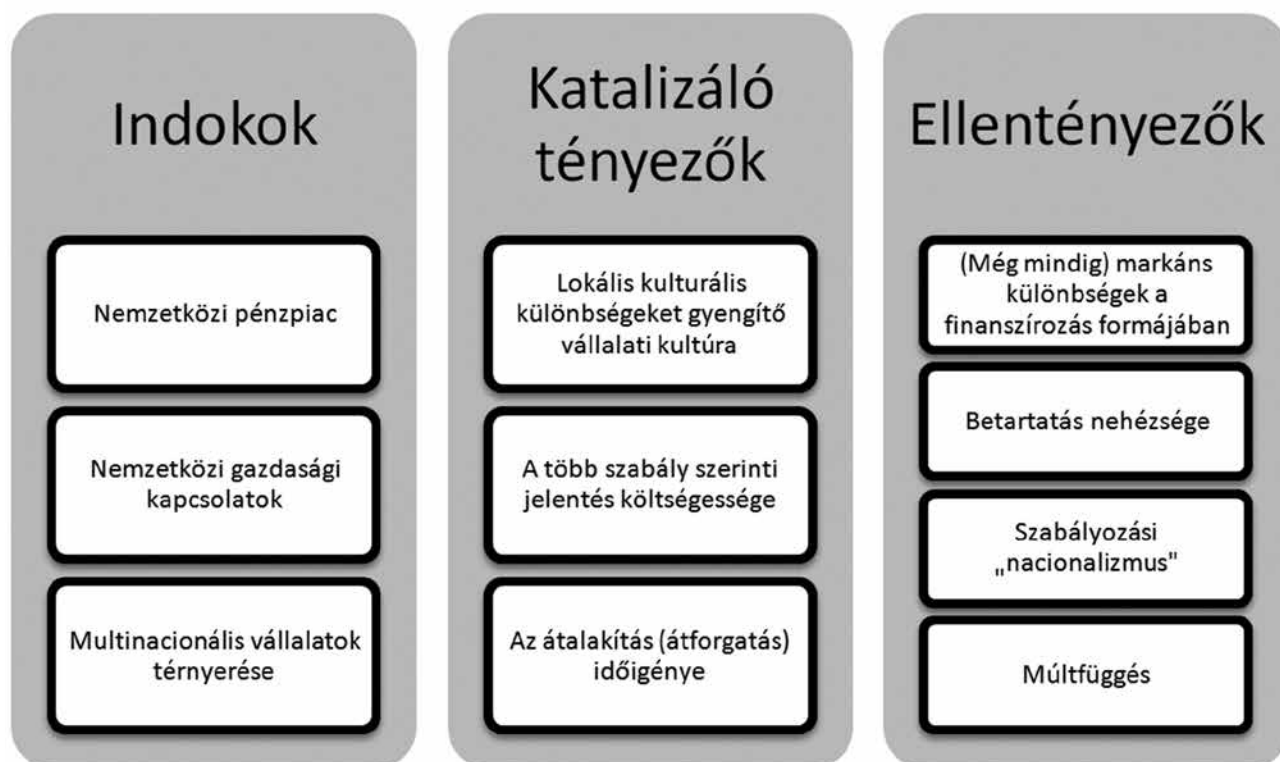 Indokok
Nemzetközi pénzpiac
Nemzetközi gazdasági
kapcsolatok
Multinacionális vállalatok
térnyerése
Katalizáló
tényezők
Lokális kulturális
különbségeket gyengítő
vállalati kultúra
A több szabály szerinti
jelentés költségessége
Az átalakítás (átforgatás)
időigénye
Ellentényezők
(Még mindig) markáns
különbségek a
finanszírozás formájában
Betartatás nehézsége
Szabályozási
„nacionalizmus"
Múltfüggés